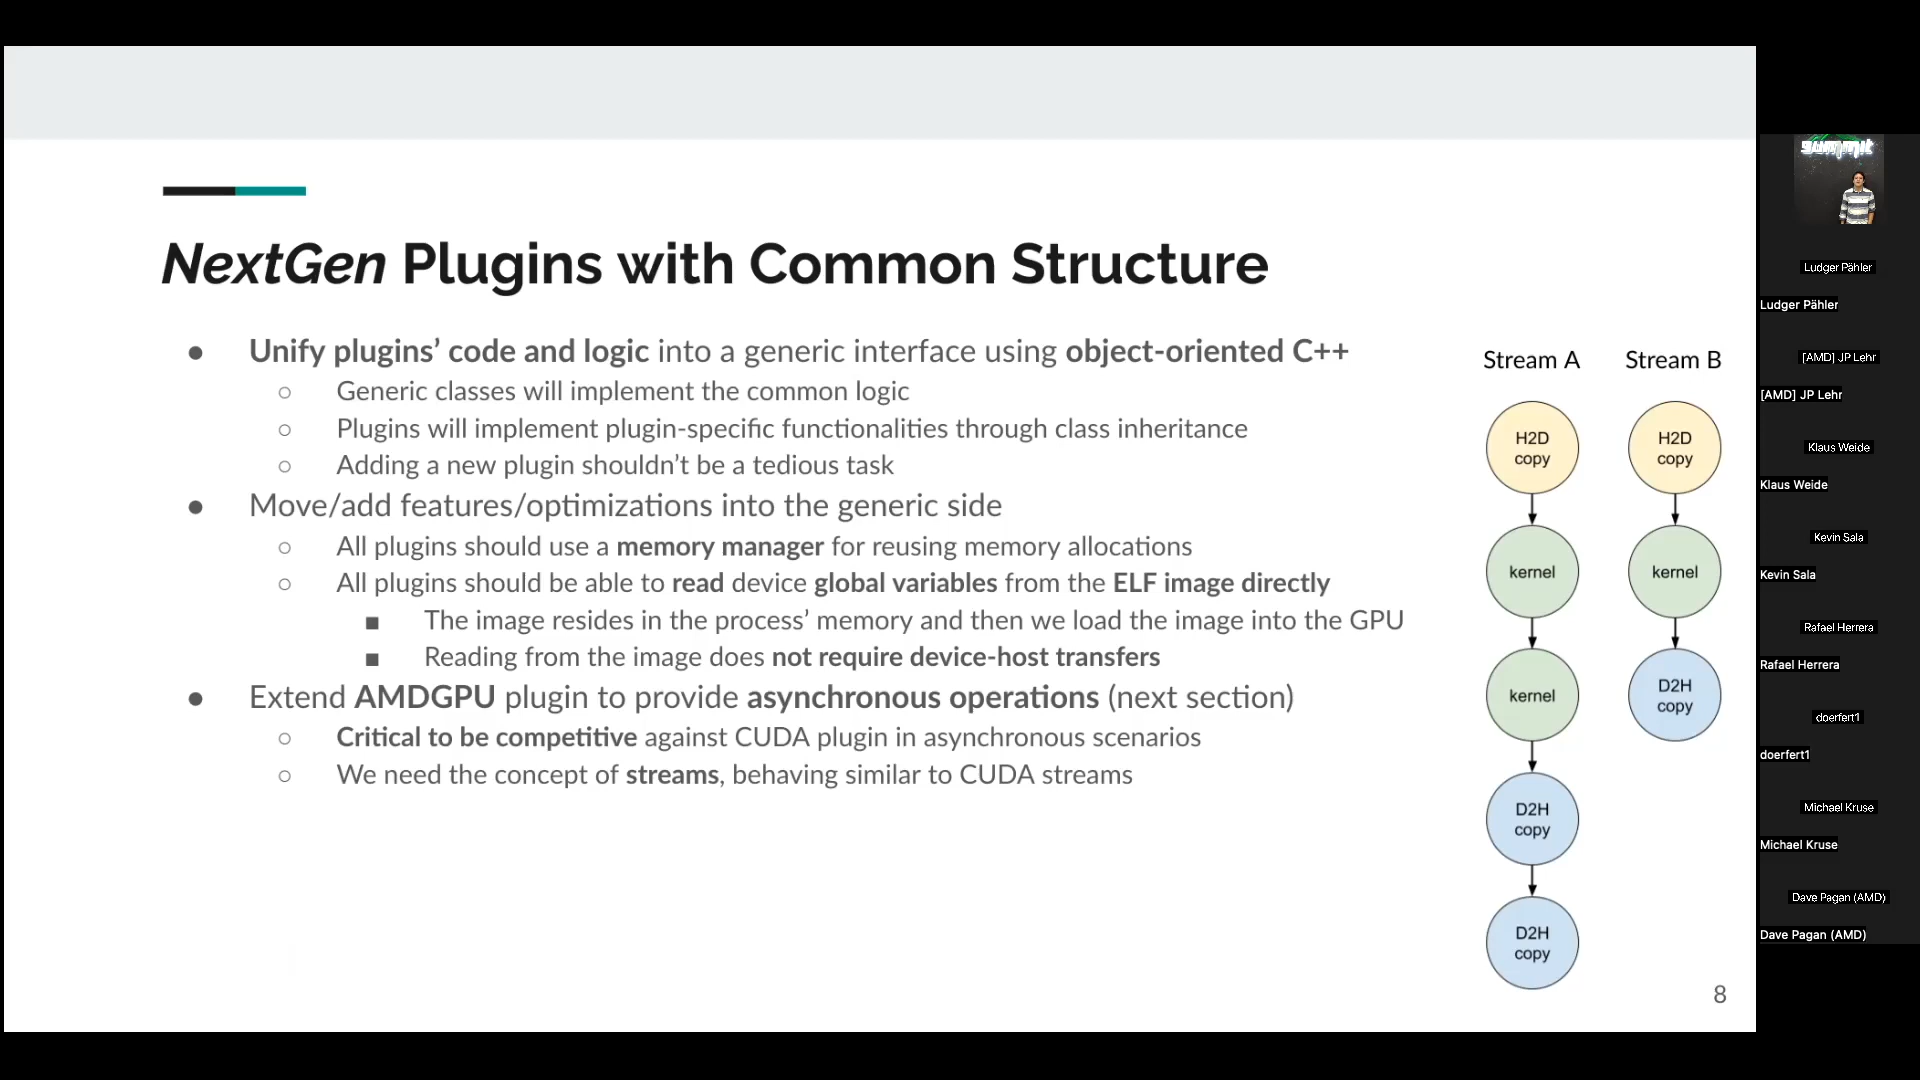 NextGen Plugins with Common Structure
● Unify plugins’ code and logic into a generic interface using object-oriented C++
○ Generic classes will implement the common logic
○ Plugins will implement plugin-specific functionalities through class inheritance
○ Adding a new plugin shouldn’t be a tedious task
● Move/add features/optimizations into the generic side
○ All plugins should use a memory manager for reusing memory allocations
○ All plugins should be able to read device global variables from the ELF image directly
■ The image resides in the process’ memory and then we load the image into the GPU
■ Reading from the image does not require device-host transfers
● Extend AMDGPU plugin to provide asynchronous operations (next section)
○ Critical to be competitive against CUDA plugin in asynchronous scenarios
○ We need the concept of streams, behaving similar to CUDA streams
Stream A
H2D
copy
kernel
kernel
D2H
copy
D2H
copy
Stream B
H2D
copy
kernel
D2H
copy
8
summit
Ludger Pähler
Ludger Pähler
[AMD] JP Lehr
[AMD] JP Lehr
Klaus Weide
Klaus Weide
Kevin Sala
Kevin Sala
Rafael Herrera
Rafael Herrera
doerfert1
doerfert1
Michael Kruse
Michael Kruse
Dave Pagan (AMD)
Dave Pagan (AMD)